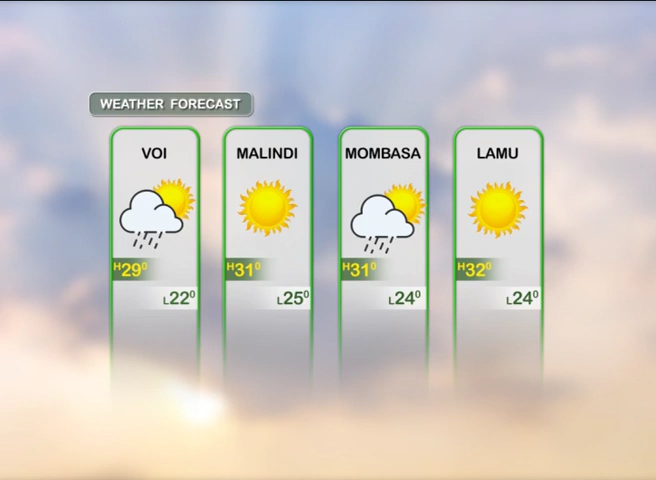 WEATHER FORECAST
VOI
H29⁰
L22⁰
MALINDI
H31⁰
L25⁰
MOMBASA
H31⁰
L24⁰
LAMU
H32⁰
L24⁰